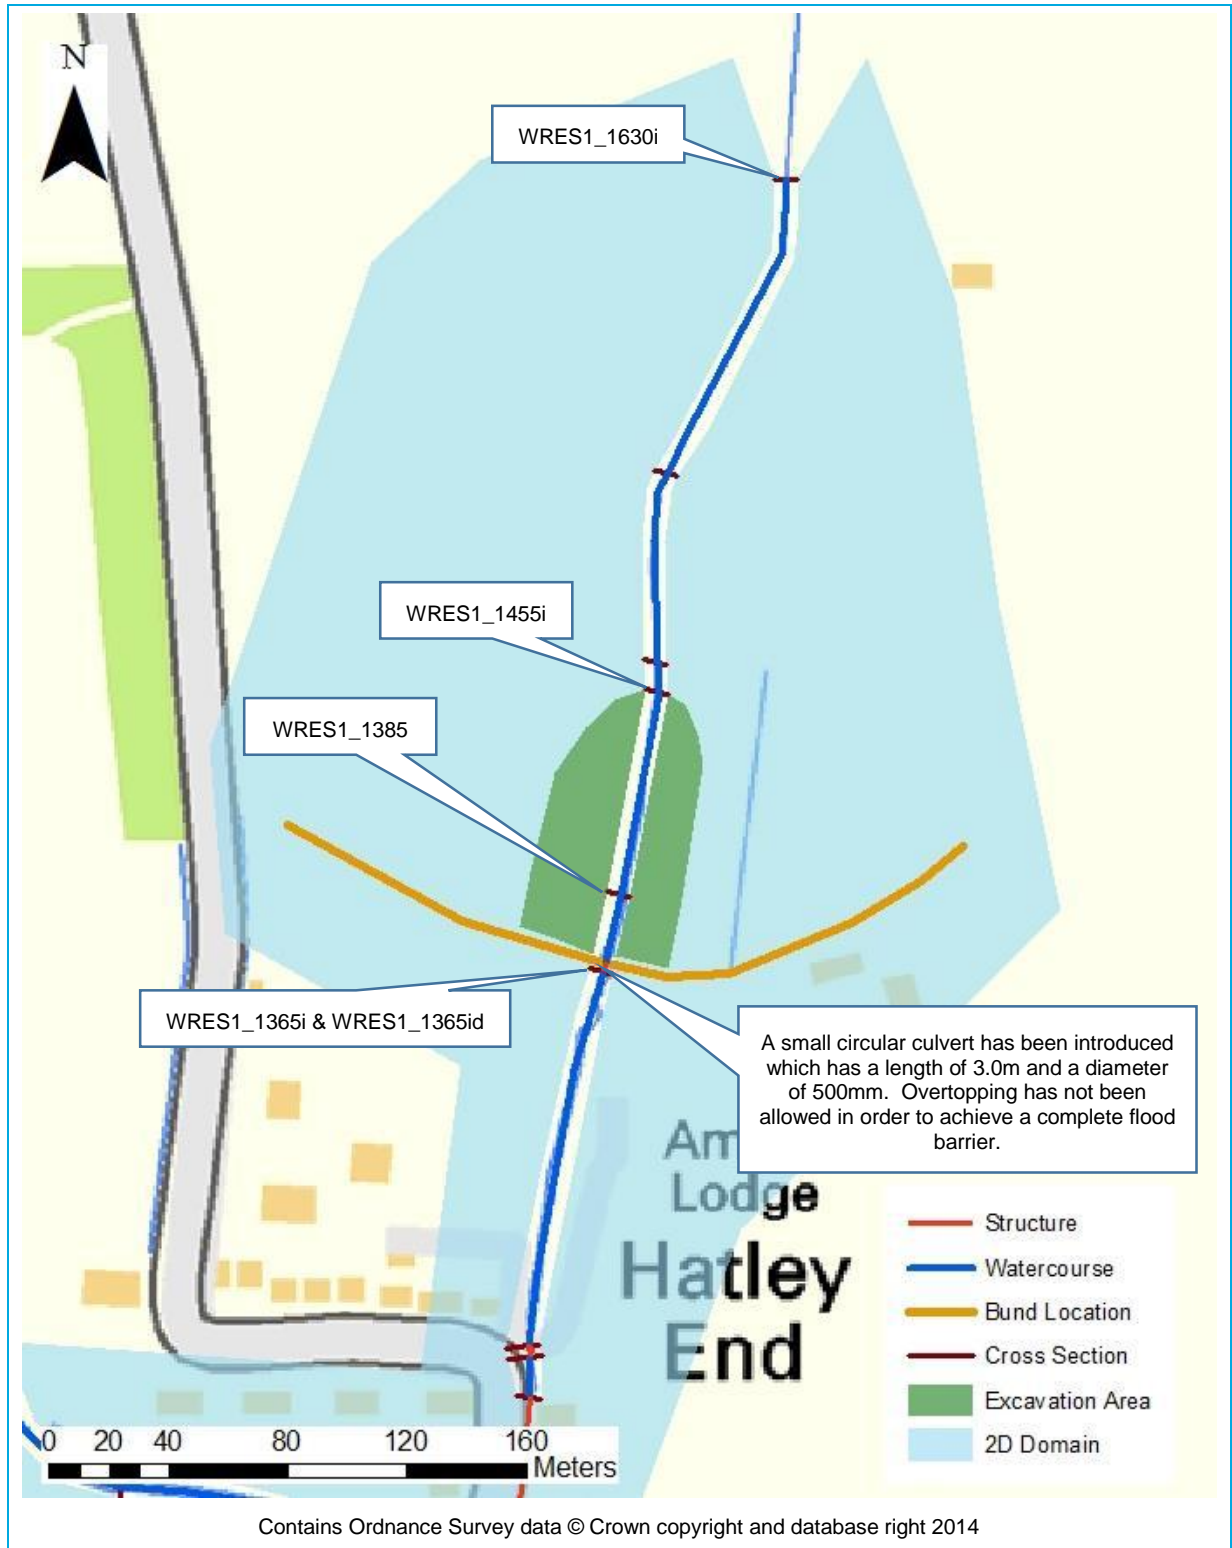 N
WRES1_1630i
WRES1_1455i
WRES1_1385
WRES1_1365i & WRES1_1365id
A small circular culvert has been introduced
which has a length of 3.0m and a diameter
of 500mm. Overtopping has not been
allowed in order to achieve a complete flood
barrier.
Lodge
Hatley
End
Structure
Watercourse
Bund Location
Cross Section
Excavation Area
2D Domain
0 20 40 80 120 160
Meters
Contains Ordnance Survey data © Crown copyright and database right 2014